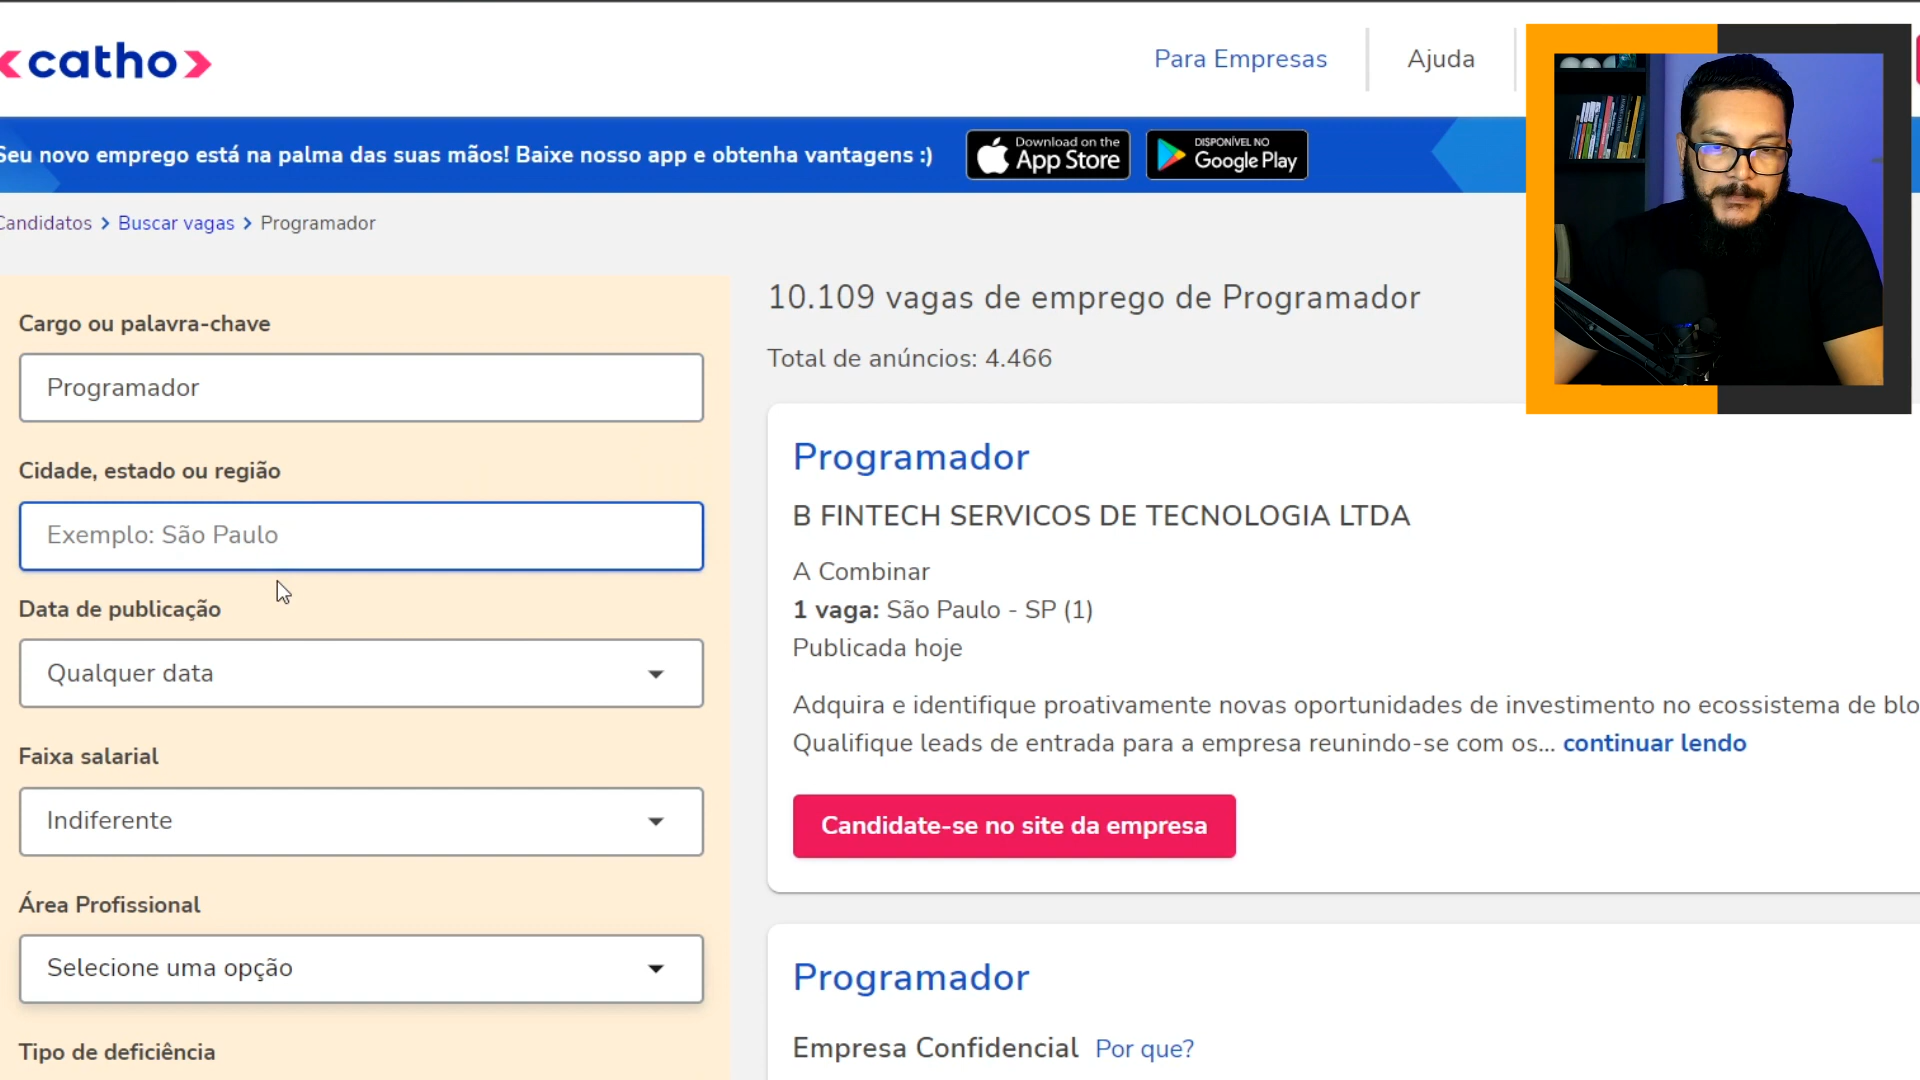 catho
Para Empresas
Ajuda
Seu novo emprego está na palma das suas mãos! Baixe nosso app e obtenha vantagens :)
Download on the
App Store
DISPONÍVEL NO
Google Play
Candidatos > Buscar vagas > Programador
Cargo ou palavra-chave
Programador
Cidade, estado ou região
Exemplo: São Paulo
Data de publicação
Qualquer data
Faixa salarial
Indiferente
Área Profissional
Selecione uma opção
Tipo de deficiência
10.109 vagas de emprego de Programador
Total de anúncios: 4.466
Programador
B FINTECH SERVICOS DE TECNOLOGIA LTDA
A Combinar
1 vaga: São Paulo - SP (1)
Publicada hoje
Adquira e identifique proativamente novas oportunidades de investimento no ecossistema de blo
Qualifique leads de entrada para a empresa reunindo-se com os... continuar lendo
Candidate-se no site da empresa
Programador
Empresa Confidencial Por que?